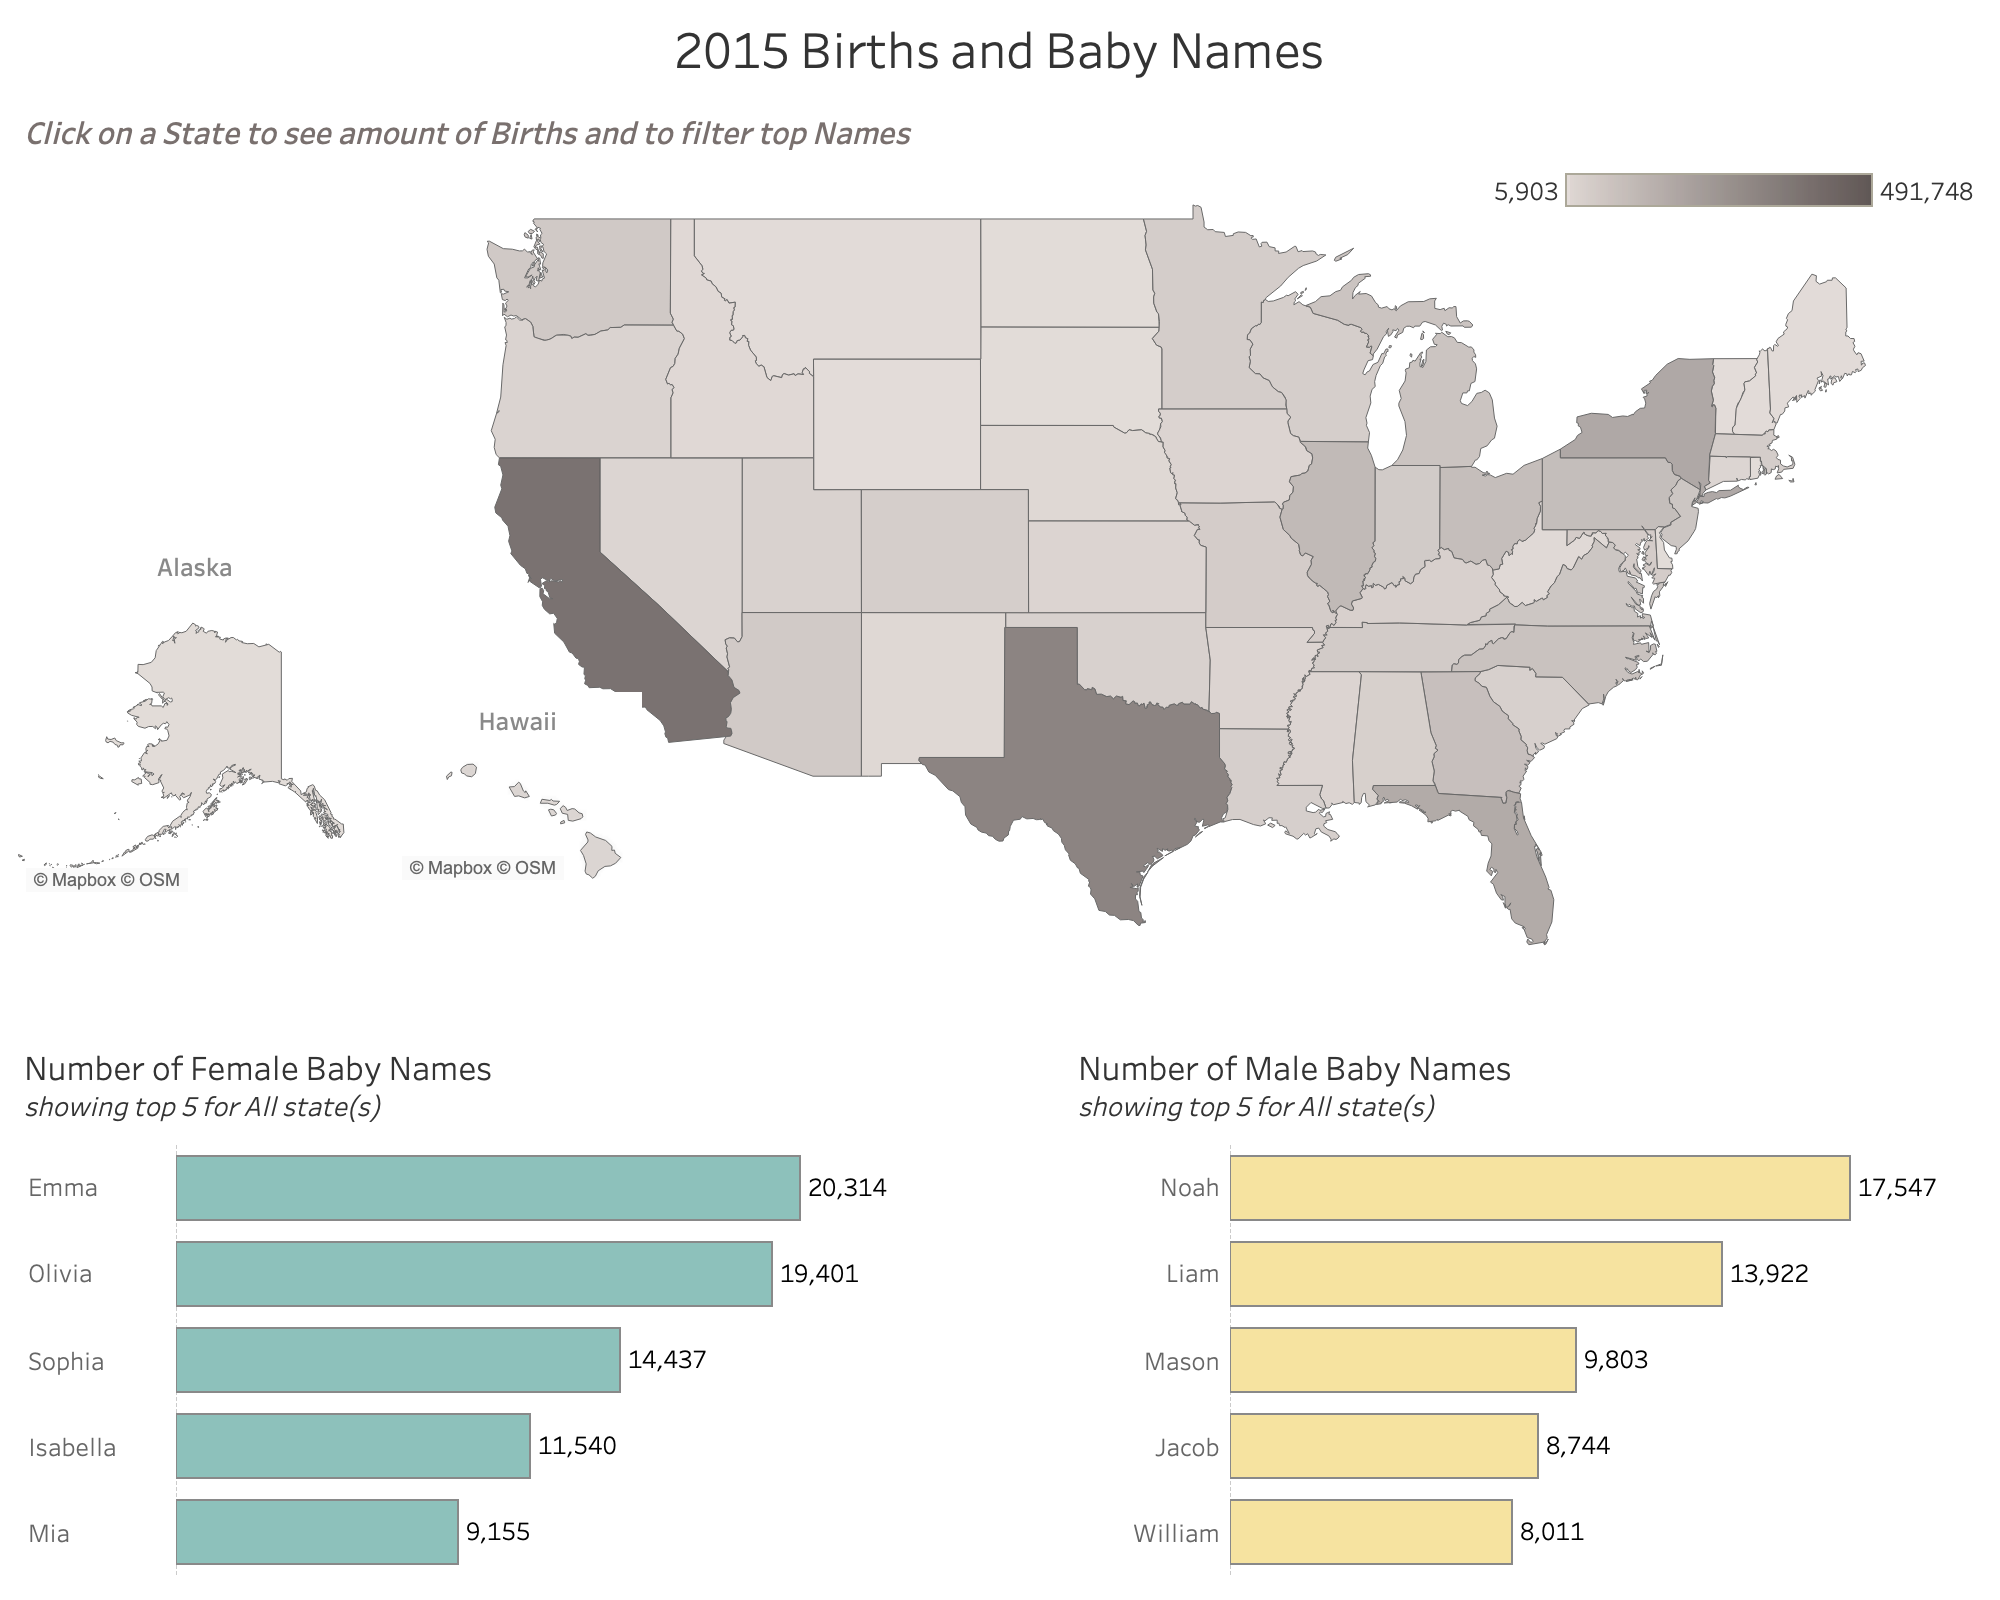 2015 Births and Baby Names
Click on a State to see amount of Births and to filter top Names
5,903 491,748
Alaska
Hawaii
© Mapbox © OSM
© Mapbox © OSM
Number of Female Baby Names
showing top 5 for All state(s)
Emma 20,314
Olivia 19,401
Sophia 14,437
Isabella 11,540
Mia 9,155
Number of Male Baby Names
showing top 5 for All state(s)
Noah 17,547
Liam 13,922
Mason 9,803
Jacob 8,744
William 8,011